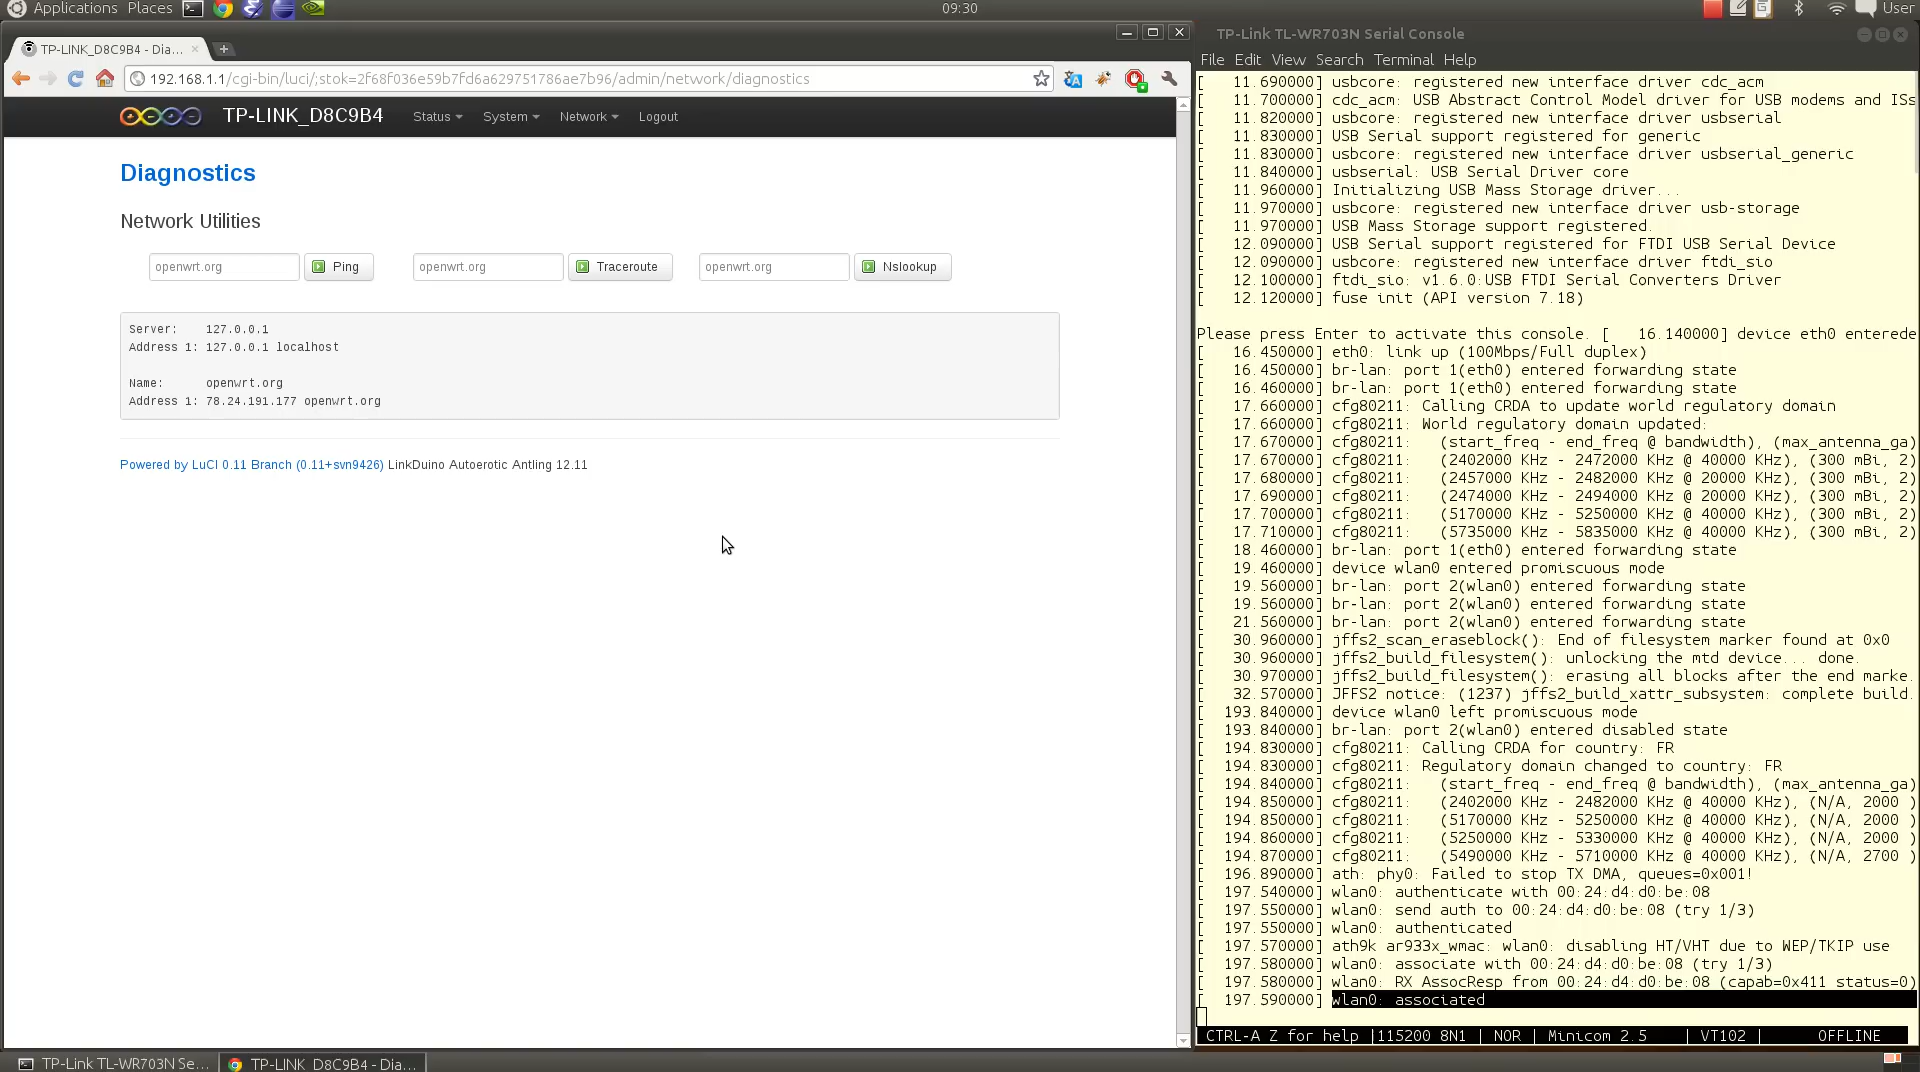 Applications Places
09:30
User
TP-LINK_D8C9B4 - Dia...
192.168.1.1/cgi-bin/luci/;stok=2f68f036e59b7fd6a629751786ae7b96/admin/network/diagnostics
TP-LINK_D8C9B4 Status System Network Logout
Diagnostics
Network Utilities
openwrt.org Ping openwrt.org Traceroute openwrt.org Nslookup
Server: 127.0.0.1
Address 1: 127.0.0.1 localhost
Name: openwrt.org
Address 1: 78.24.191.177 openwrt.org
Powered by LuCI 0.11 Branch (0.11+svn9426) LinkDuino Autoerotic Antling 12.11
TP-Link TL-WR703N Serial Console
File Edit View Search Terminal Help
[ 11.690000] usbcore: registered new interface driver cdc_acm
[ 11.700000] cdc_acm: USB Abstract Control Model driver for USB modems and ISs
[ 11.820000] usbcore: registered new interface driver usbserial
[ 11.830000] USB Serial support registered for generic
[ 11.830000] usbcore: registered new interface driver usbserial_generic
[ 11.840000] usbserial: USB Serial Driver core
[ 11.960000] Initializing USB Mass Storage driver...
[ 11.970000] usbcore: registered new interface driver usb-storage
[ 11.970000] USB Mass Storage support registered.
[ 12.090000] USB Serial support registered for FTDI USB Serial Device
[ 12.090000] usbcore: registered new interface driver ftdi_sio
[ 12.100000] ftdi_sio: v1.6.0:USB FTDI Serial Converters Driver
[ 12.120000] fuse init (API version 7.18)
Please press Enter to activate this console. [ 16.140000] device eth0 enterede
[ 16.450000] eth0: link up (100Mbps/Full duplex)
[ 16.450000] br-lan: port 1(eth0) entered forwarding state
[ 16.460000] br-lan: port 1(eth0) entered forwarding state
[ 17.660000] cfg80211: Calling CRDA to update world regulatory domain
[ 17.660000] cfg80211: World regulatory domain updated:
[ 17.670000] cfg80211: (start_freq - end_freq @ bandwidth), (max_antenna_ga)
[ 17.670000] cfg80211: (2402000 KHz - 2472000 KHz @ 40000 KHz), (300 mBi, 2)
[ 17.680000] cfg80211: (2457000 KHz - 2482000 KHz @ 20000 KHz), (300 mBi, 2)
[ 17.690000] cfg80211: (2474000 KHz - 2494000 KHz @ 20000 KHz), (300 mBi, 2)
[ 17.700000] cfg80211: (5170000 KHz - 5250000 KHz @ 40000 KHz), (300 mBi, 2)
[ 17.710000] cfg80211: (5735000 KHz - 5835000 KHz @ 40000 KHz), (300 mBi, 2)
[ 18.460000] br-lan: port 1(eth0) entered forwarding state
[ 19.460000] device wlan0 entered promiscuous mode
[ 19.560000] br-lan: port 2(wlan0) entered forwarding state
[ 19.560000] br-lan: port 2(wlan0) entered forwarding state
[ 21.560000] br-lan: port 2(wlan0) entered forwarding state
[ 30.960000] jffs2_scan_eraseblock(): End of filesystem marker found at 0x0
[ 30.960000] jffs2_build_filesystem(): unlocking the mtd device... done.
[ 30.970000] jffs2_build_filesystem(): erasing all blocks after the end marke.
[ 32.570000] JFFS2 notice: (1237) jffs2_build_xattr_subsystem: complete build.
[ 193.840000] device wlan0 left promiscuous mode
[ 193.840000] br-lan: port 2(wlan0) entered disabled state
[ 194.830000] cfg80211: Calling CRDA for country: FR
[ 194.830000] cfg80211: Regulatory domain changed to country: FR
[ 194.840000] cfg80211: (start_freq - end_freq @ bandwidth), (max_antenna_ga)
[ 194.850000] cfg80211: (2402000 KHz - 2482000 KHz @ 40000 KHz), (N/A, 2000 )
[ 194.850000] cfg80211: (5170000 KHz - 5250000 KHz @ 40000 KHz), (N/A, 2000 )
[ 194.860000] cfg80211: (5250000 KHz - 5330000 KHz @ 40000 KHz), (N/A, 2000 )
[ 194.870000] cfg80211: (5490000 KHz - 5710000 KHz @ 40000 KHz), (N/A, 2700 )
[ 196.890000] ath: phy0: Failed to stop TX DMA, queues=0x001!
[ 197.540000] wlan0: authenticate with 00:24:d4:d0:be:08
[ 197.550000] wlan0: send auth to 00:24:d4:d0:be:08 (try 1/3)
[ 197.550000] wlan0: authenticated
[ 197.570000] ath9k ar933x_wmac: wlan0: disabling HT/VHT due to WEP/TKIP use
[ 197.580000] wlan0: associate with 00:24:d4:d0:be:08 (try 1/3)
[ 197.580000] wlan0: RX AssocResp from 00:24:d4:d0:be:08 (capab=0x411 status=0)
[ 197.590000] wlan0: associated
CTRL-A Z for help |115200 8N1 | NOR | Minicom 2.5 | VT102 | OFFLINE
TP-Link TL-WR703N Se... TP-LINK_D8C9B4 - Dia...